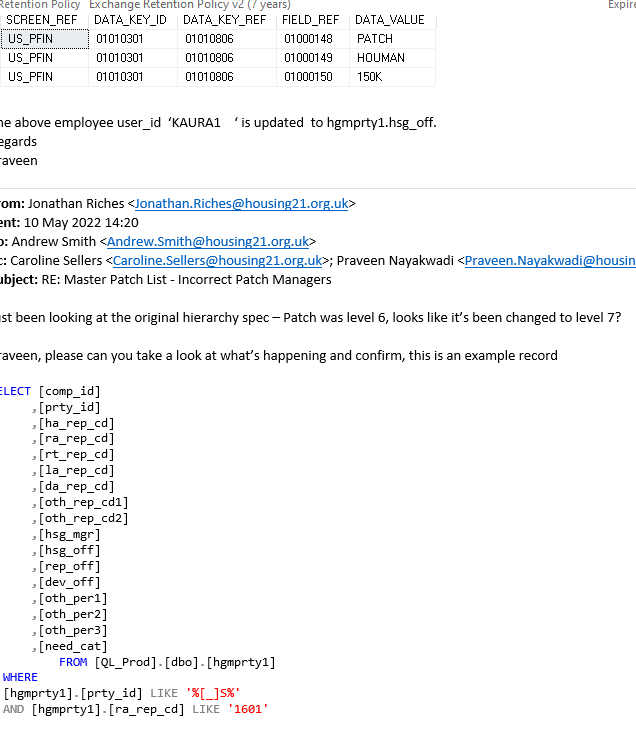 Retention Policy Exchange Retention Policy v2 (7 years) Expire
SCREEN_REF DATA_KEY_ID DATA_KEY_REF FIELD_REF DATA_VALUE
US_PFIN 01010301 01010806 01000148 PATCH
US_PFIN 01010301 01010806 01000149 HOUMAN
US_PFIN 01010301 01010806 01000150 150K
he above employee user_id ‘KAURA1 ‘ is updated to hgmprty1.hsg_off.
egards
raveen
rom: Jonathan Riches <Jonathan.Riches@housing21.org.uk>
ent: 10 May 2022 14:20
o: Andrew Smith <Andrew.Smith@housing21.org.uk>
c: Caroline Sellers <Caroline.Sellers@housing21.org.uk>; Praveen Nayakwadi <Praveen.Nayakwadi@housin
ubject: RE: Master Patch List - Incorrect Patch Managers
ust been looking at the original hierarchy spec – Patch was level 6, looks like it’s been changed to level 7?
raveen, please can you take a look at what’s happening and confirm, this is an example record
ELECT [comp_id]
,[prty_id]
,[ha_rep_cd]
,[ra_rep_cd]
,[rt_rep_cd]
,[la_rep_cd]
,[da_rep_cd]
,[oth_rep_cd1]
,[oth_rep_cd2]
,[hsg_mgr]
,[hsg_off]
,[rep_off]
,[dev_off]
,[oth_per1]
,[oth_per2]
,[oth_per3]
,[need_cat]
FROM [QL_Prod].[dbo].[hgmprty1]
WHERE
[hgmprty1].[prty_id] LIKE '%[_]S%'
AND [hgmprty1].[ra_rep_cd] LIKE '1601'